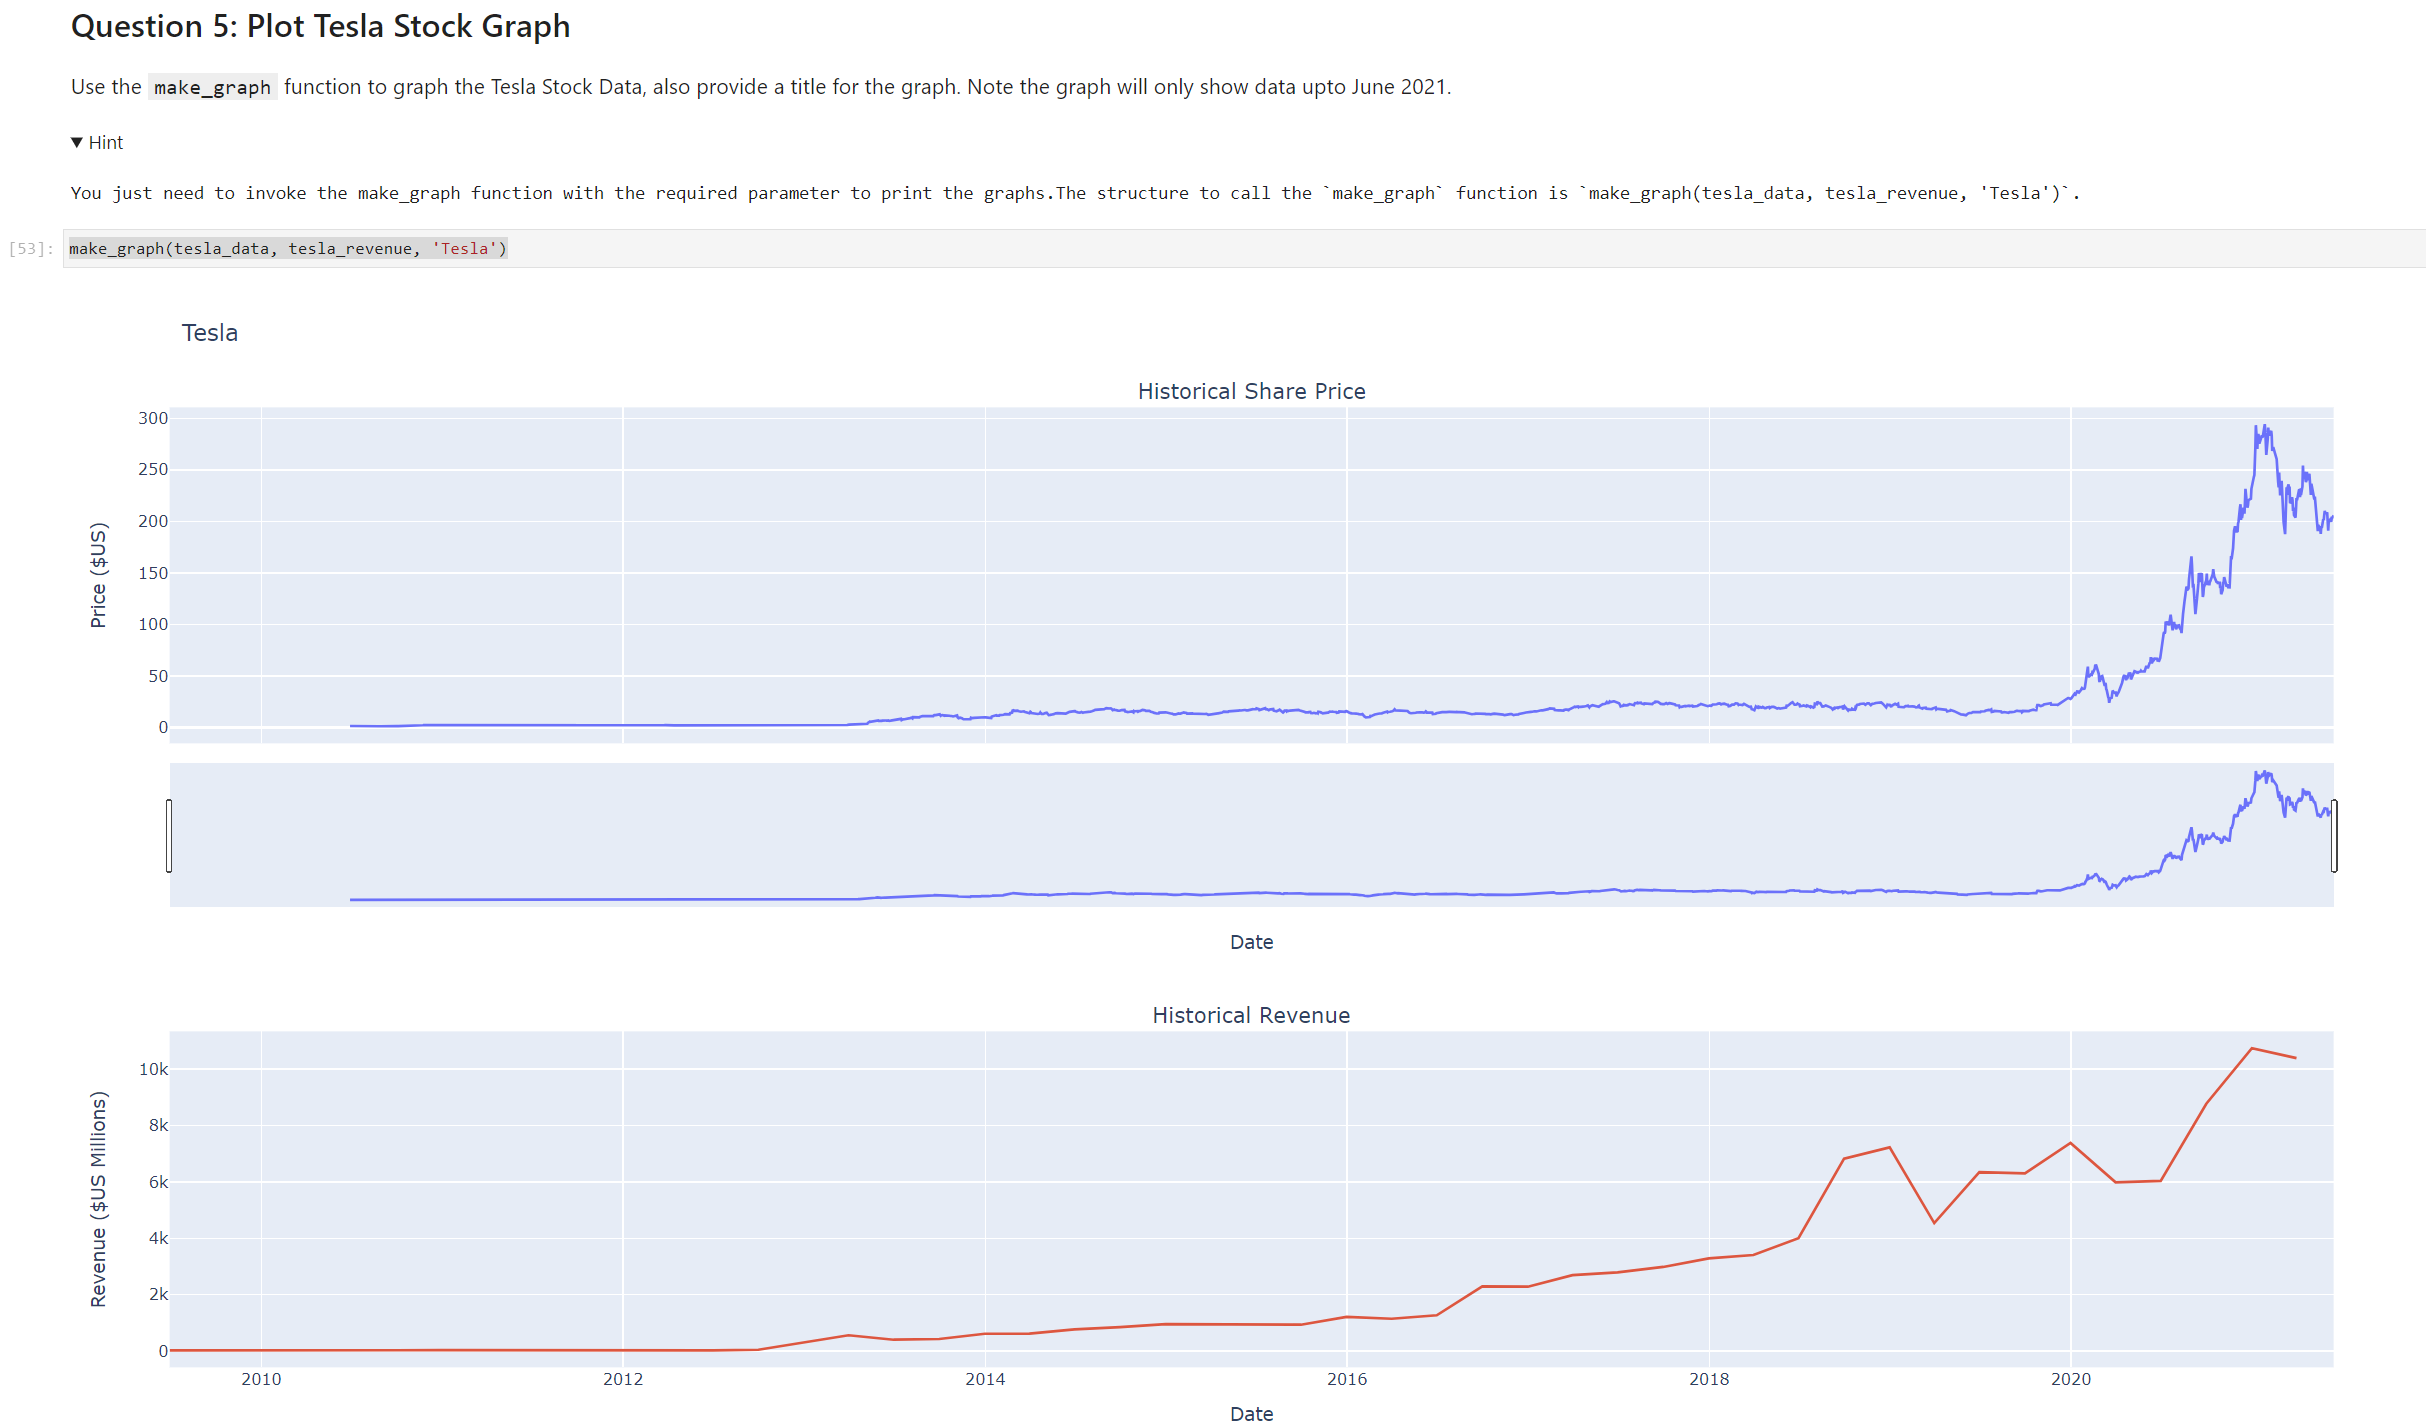 Question 5: Plot Tesla Stock Graph
Use the make_graph function to graph the Tesla Stock Data, also provide a title for the graph. Note the graph will only show data upto June 2021.
▼ Hint
You just need to invoke the make_graph function with the required parameter to print the graphs.The structure to call the `make_graph` function is `make_graph(tesla_data, tesla_revenue, 'Tesla')`.
[53]: make_graph(tesla_data, tesla_revenue, 'Tesla')
Tesla
Historical Share Price
300
250
200
150
100
50
0
Price ($US)
Date
Historical Revenue
10k
8k
6k
4k
2k
0
Revenue ($US Millions)
2010 2012 2014 2016 2018 2020
Date